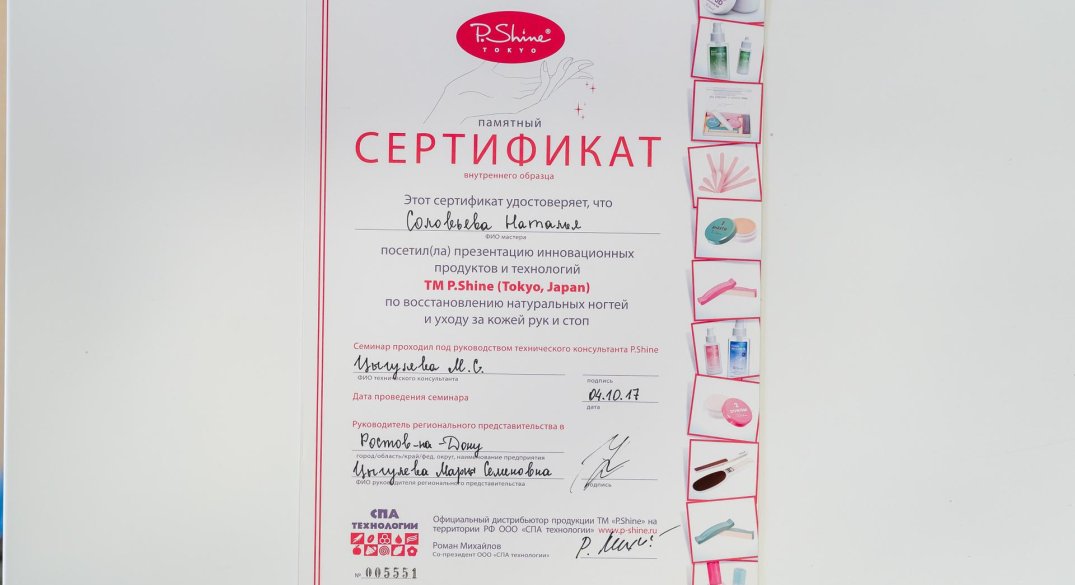 P.Shine®
TOKYO
памятный
СЕРТИФИКАТ
внутреннего образца
Этот сертификат удостоверяет, что
Соловьева Наталья
ФИО мастера
посетил(ла) презентацию инновационных
продуктов и технологий
ТМ P.Shine (Tokyo, Japan)
по восстановлению натуральных ногтей
и уходу за кожей рук и стоп
Семинар проходил под руководством технического консультанта P.Shine
Цыгулева М.С.
ФИО технического консультанта
подпись
Дата проведения семинара
04.10.17
дата
Руководитель регионального представительства в
Ростов-на-Дону
город/область/край/фед. округ, наименование предприятия
Цыгулева Мария Семеновна
ФИО руководителя регионального представительства
подпись
СПА
ТЕХНОЛОГИИ
Официальный дистрибьютор продукции ТМ «P.Shine» на
территории РФ ООО «СПА технологии» www.p-shine.ru
Роман Михайлов
Со-президент ООО «СПА технологии»
№ 005551